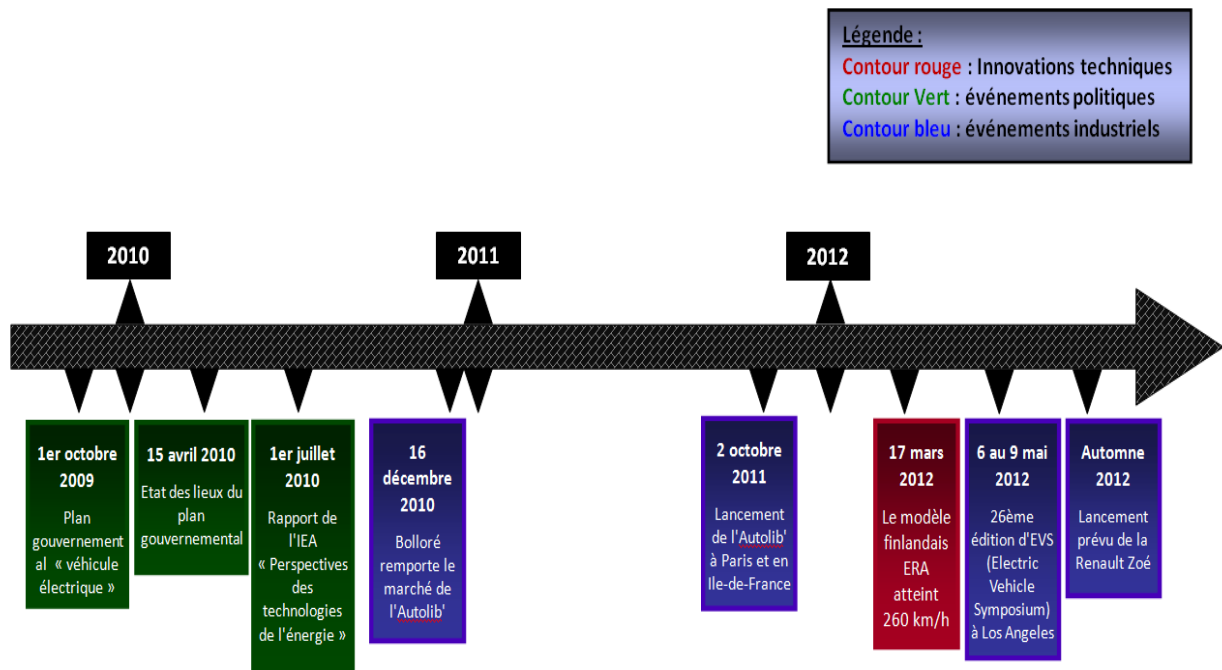 Légende :
Contour rouge : Innovations techniques
Contour Vert : événements politiques
Contour bleu : événements industriels
2010
2011
2012
1er octobre
2009
Plan
gouvernement
al « véhicule
électrique »
15 avril 2010
Etat des lieux du
plan
gouvernemental
1er juillet
2010
Rapport de
l'IEA
« Perspectives
des
technologies
de l'énergie »
16
décembre
2010
Bolloré
remporte le
marché de
l'Autolib'
2 octobre
2011
Lancement
de l'Autolib'
à Paris et en
Ile-de-France
17 mars
2012
Le modèle
finlandais
ERA
atteint
260 km/h
6 au 9 mai
2012
26ème
édition d'EVS
(Electric
Vehicle
Symposium)
à Los Angeles
Automne
2012
Lancement
prévu de la
Renault Zoé